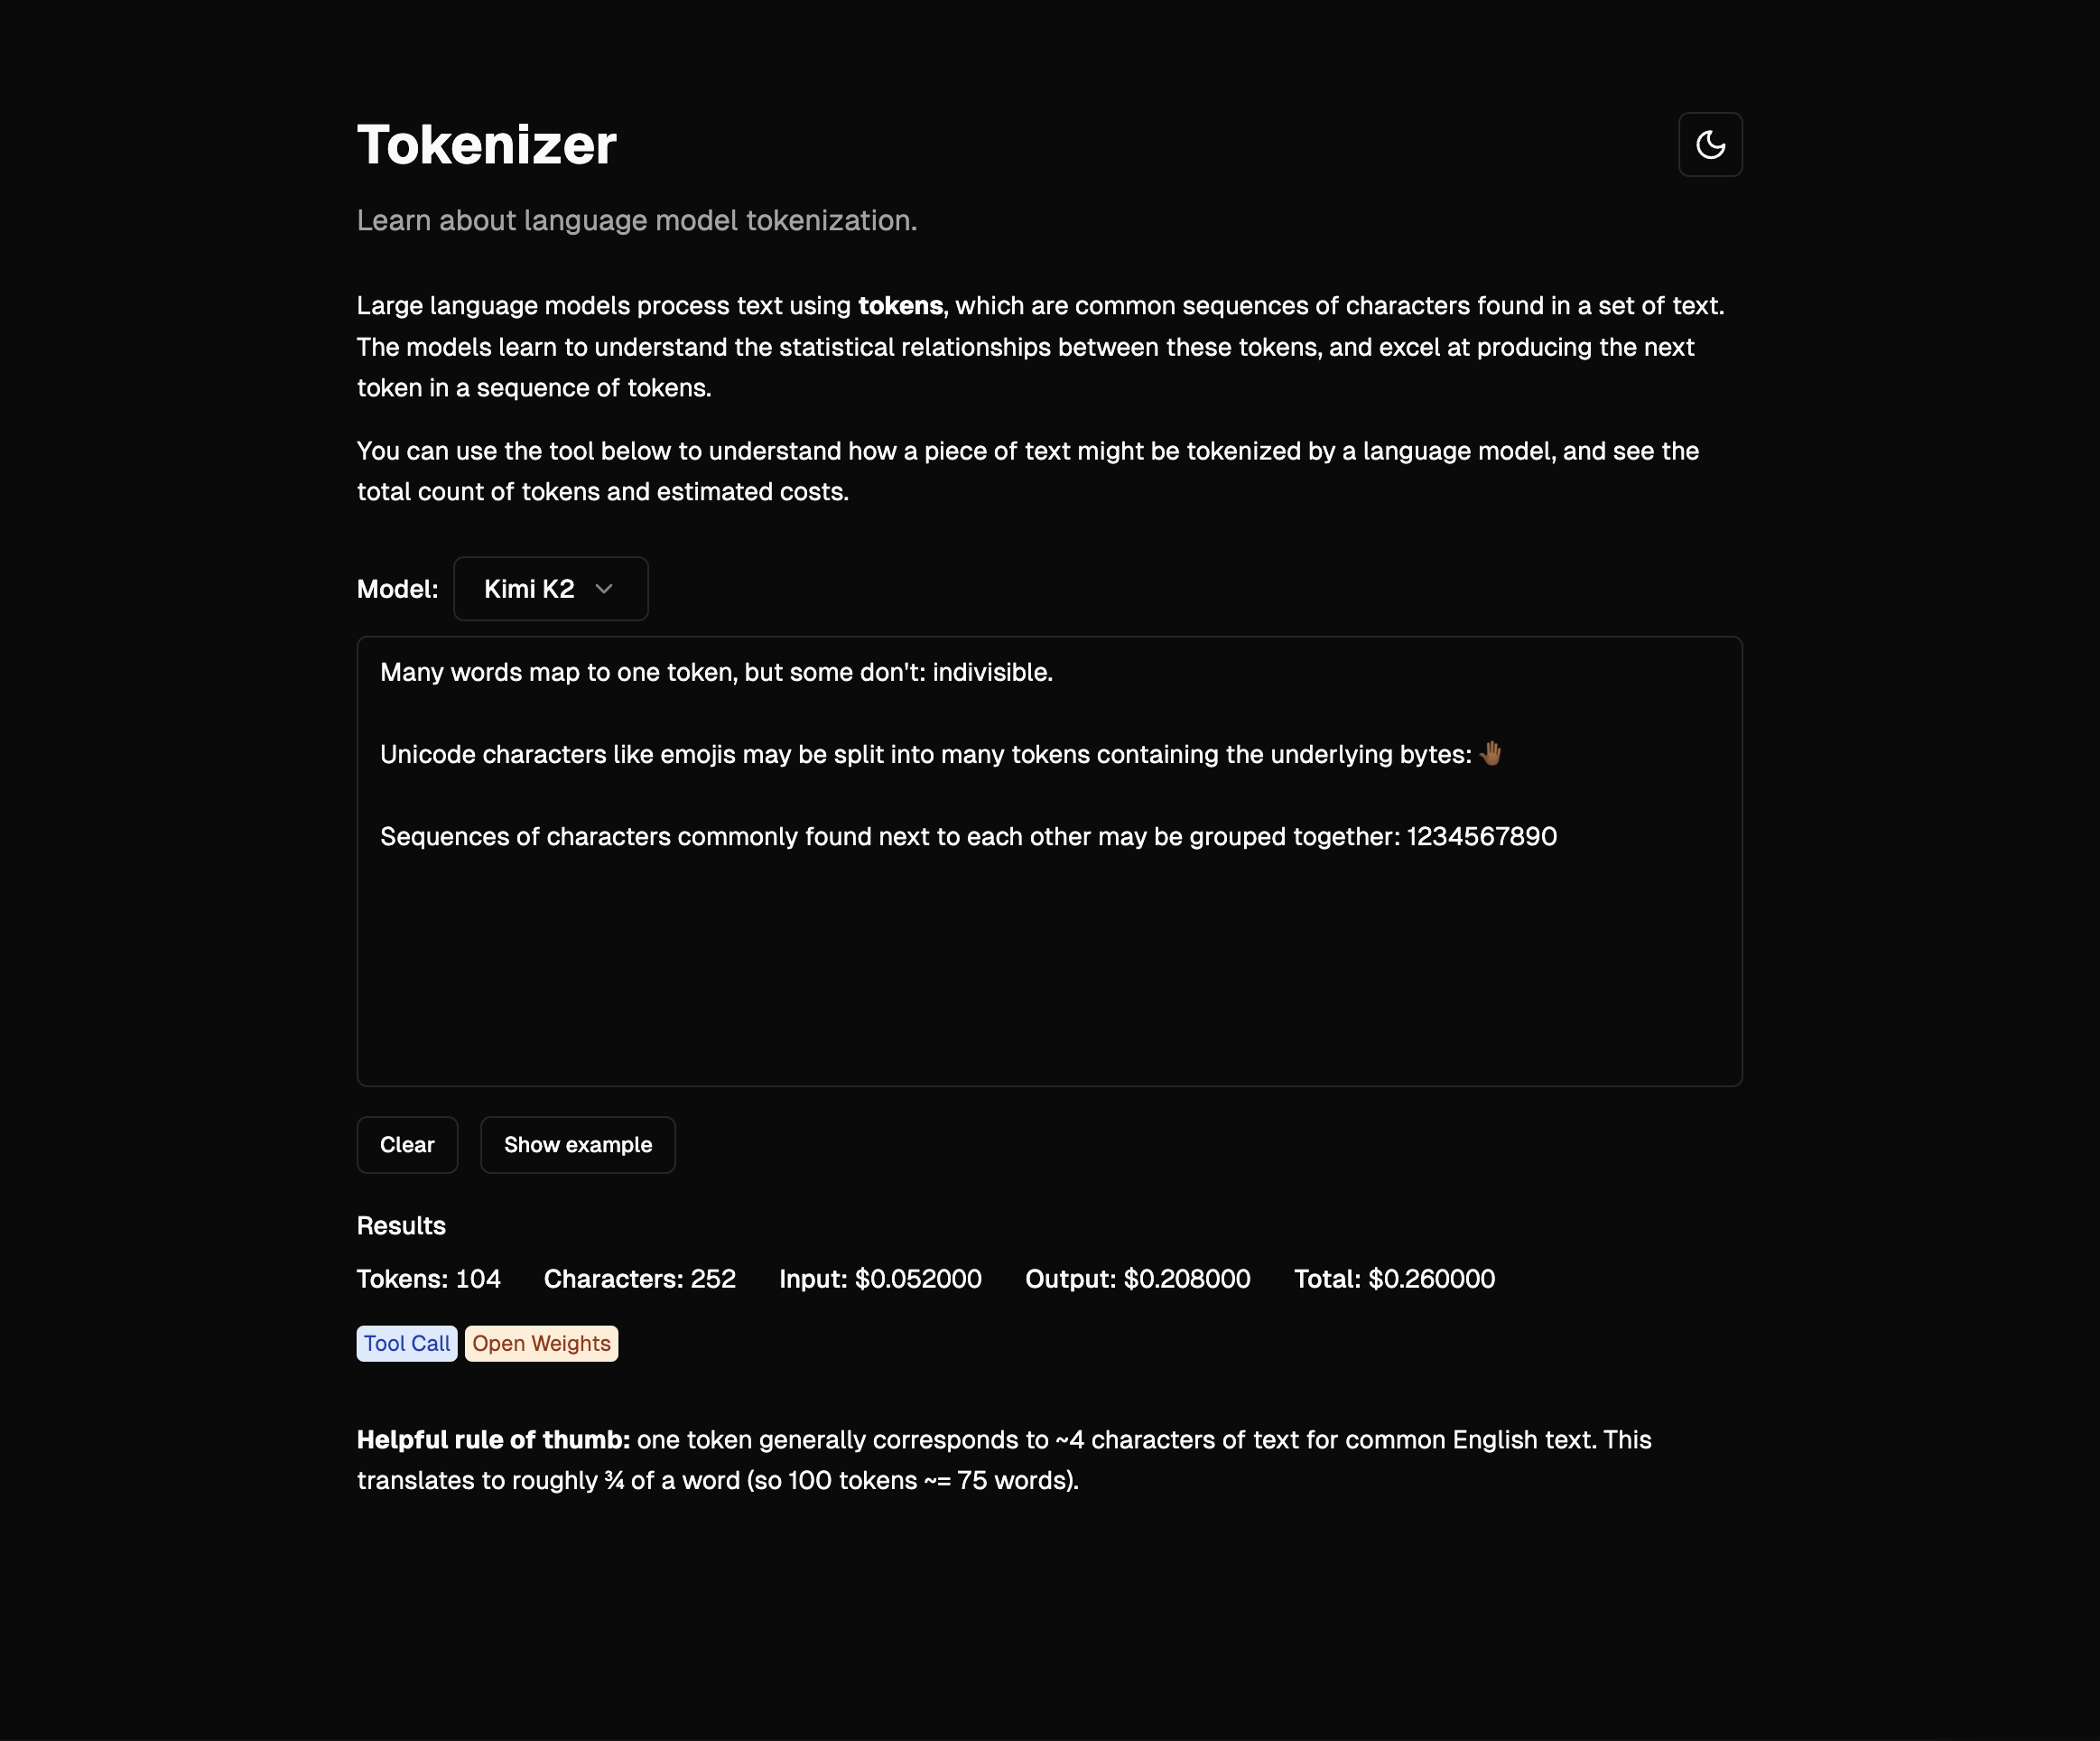 Tokenizer
Learn about language model tokenization.
Large language models process text using tokens, which are common sequences of characters found in a set of text.
The models learn to understand the statistical relationships between these tokens, and excel at producing the next
token in a sequence of tokens.
You can use the tool below to understand how a piece of text might be tokenized by a language model, and see the
total count of tokens and estimated costs.
Model: Kimi K2
Many words map to one token, but some don't: indivisible.
Unicode characters like emojis may be split into many tokens containing the underlying bytes: 🤚🏾
Sequences of characters commonly found next to each other may be grouped together: 1234567890
Clear Show example
Results
Tokens: 104 Characters: 252 Input: $0.052000 Output: $0.208000 Total: $0.260000
Tool Call Open Weights
Helpful rule of thumb: one token generally corresponds to ~4 characters of text for common English text. This
translates to roughly ¾ of a word (so 100 tokens ~= 75 words).